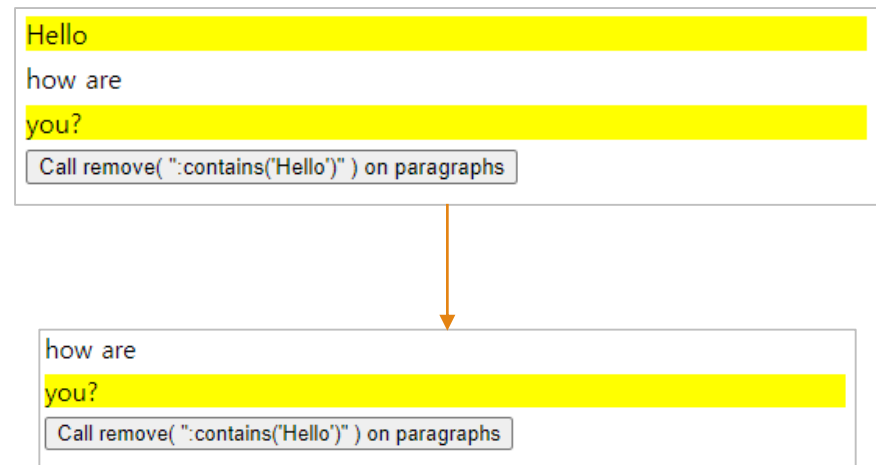 Hello
how are
you?
Call remove( ":contains('Hello')" ) on paragraphs
how are
you?
Call remove( ":contains('Hello')" ) on paragraphs